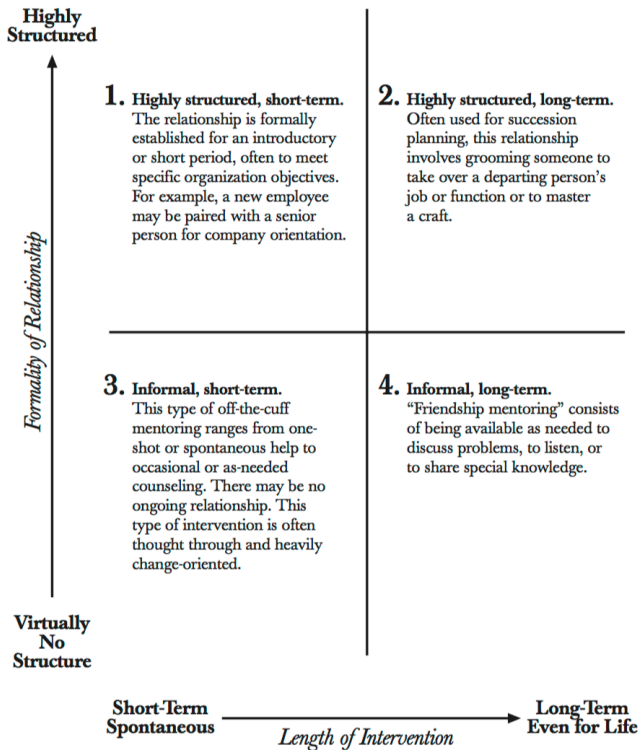 Highly
Structured
1. Highly structured, short-term.
The relationship is formally
established for an introductory
or short period, often to meet
specific organization objectives.
For example, a new employee
may be paired with a senior
person for company orientation.
2. Highly structured, long-term.
Often used for succession
planning, this relationship
involves grooming someone to
take over a departing person’s
job or function or to master
a craft.
Formality of Relationship
3. Informal, short-term.
This type of off-the-cuff
mentoring ranges from one-
shot or spontaneous help to
occasional or as-needed
counseling. There may be no
ongoing relationship. This
type of intervention is often
thought through and heavily
change-oriented.
4. Informal, long-term.
“Friendship mentoring” consists
of being available as needed to
discuss problems, to listen, or
to share special knowledge.
Virtually
No
Structure
Short-Term
Spontaneous
Length of Intervention
Long-Term
Even for Life